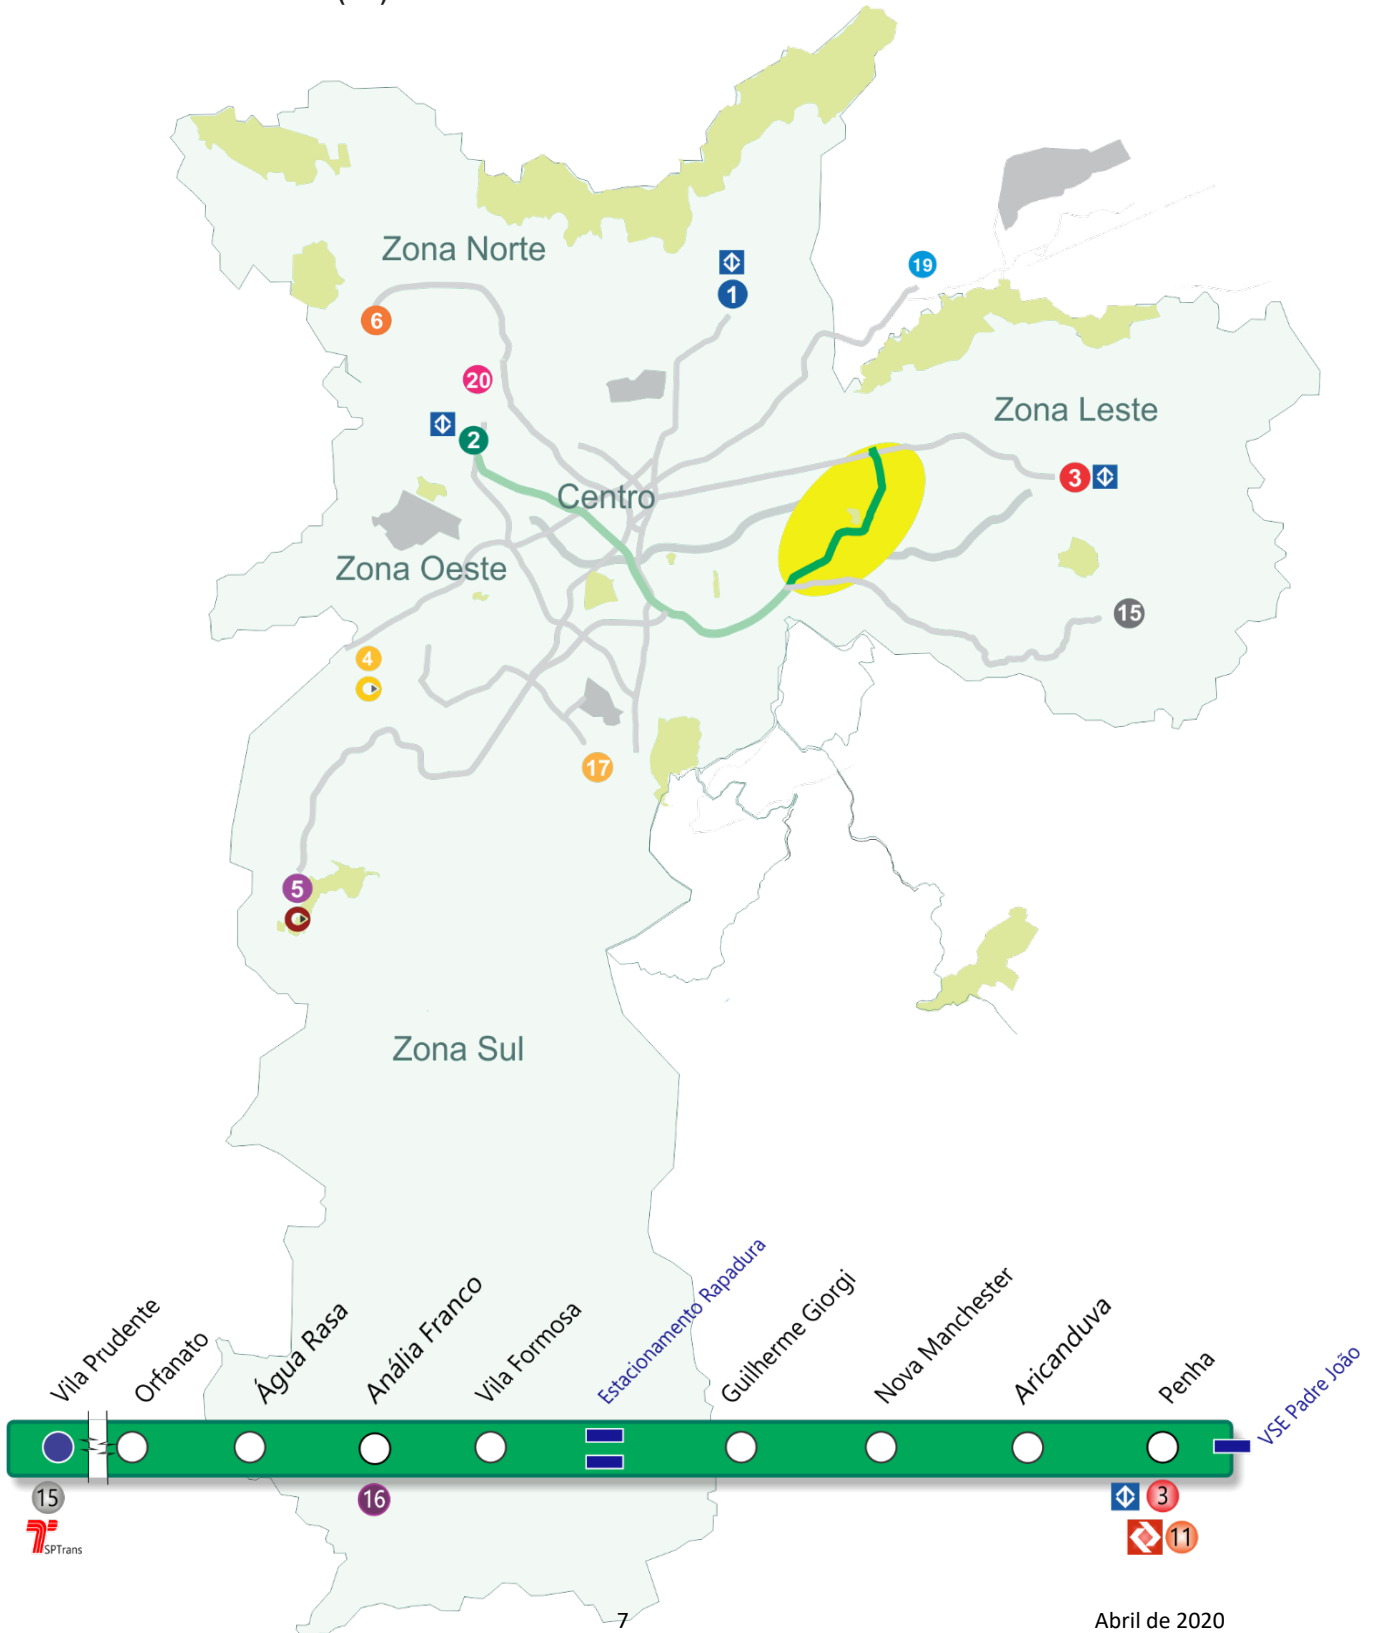 Zona Norte
19
1
6
20
Zona Leste
2
3
Centro
Zona Oeste
15
4
17
5
Zona Sul
Vila Prudente
Orfanato
Água Rasa
Anália Franco
Vila Formosa
Estacionamento Rapadura
Guilherme Giorgi
Nova Manchester
Aricanduva
Penha
VSE Padre João
15
16
3
SPTrans
11
7
Abril de 2020